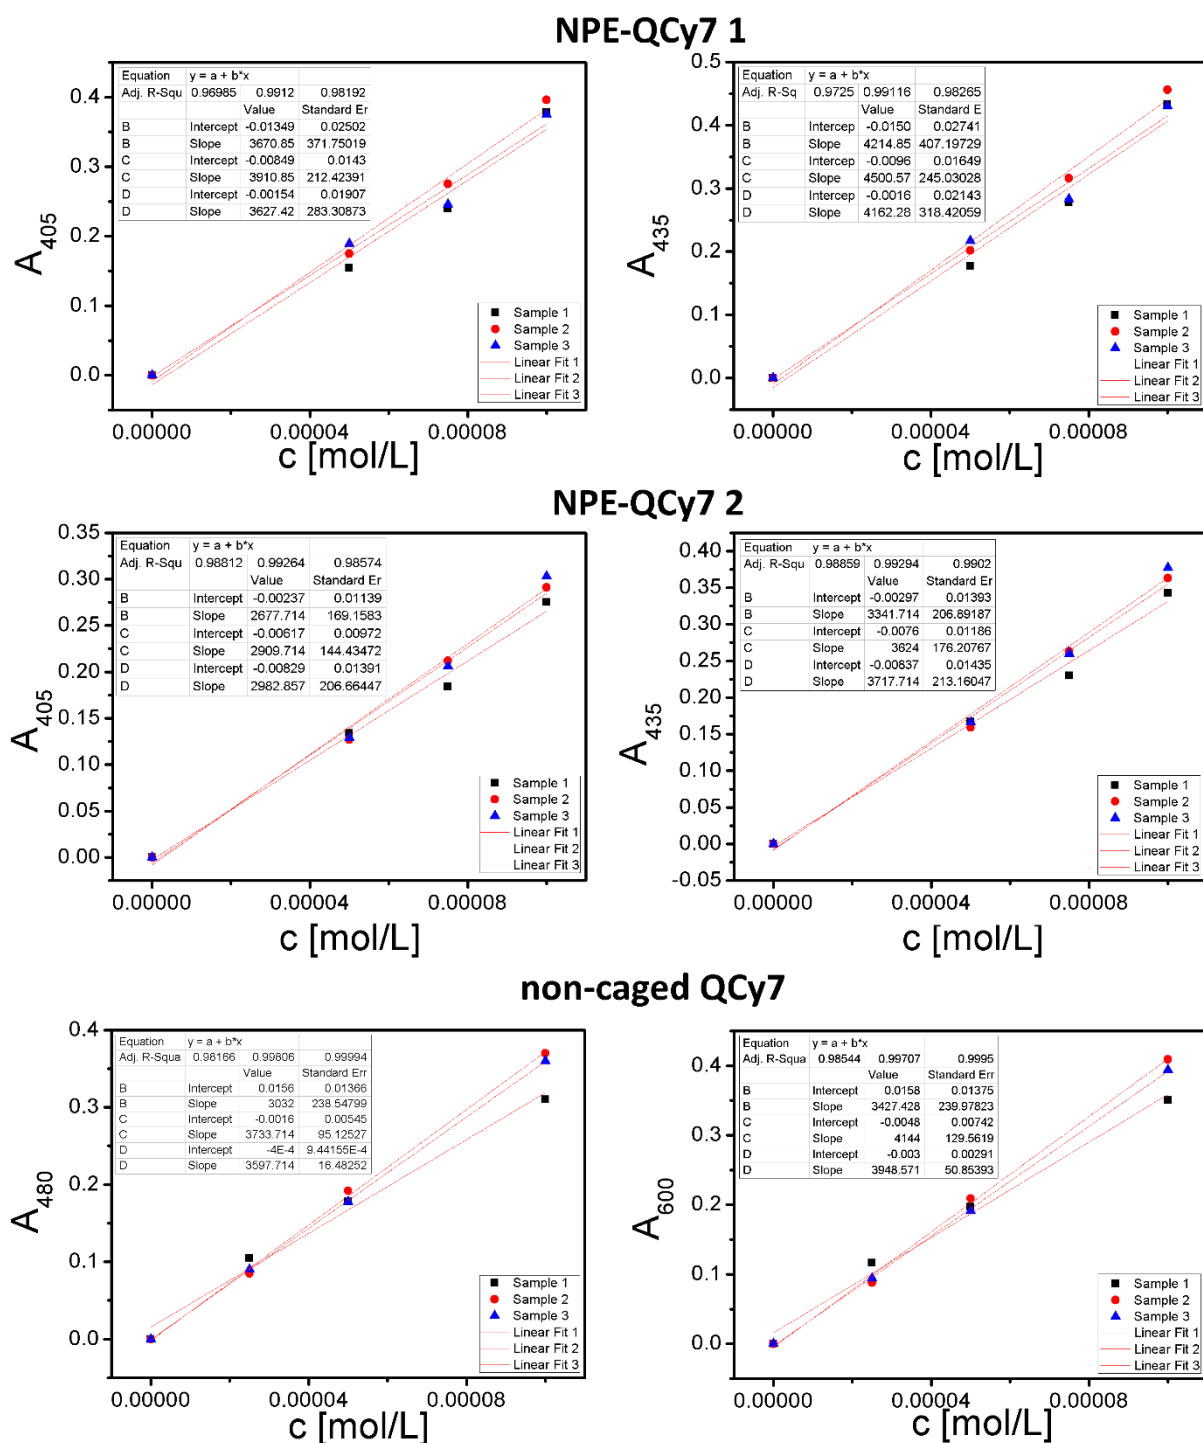 NPE-QCy7 1
Equation y = a + b*x
Adj. R-Squ 0.96985 0.9912 0.98192
Value Standard Er
B Intercept -0.01349 0.02502
B Slope 3670.85 371.75019
C Intercept -0.00849 0.0143
C Slope 3910.85 212.42391
D Intercept -0.00154 0.01907
D Slope 3627.42 283.30873
0.4
0.3
0.2
0.1
0.0
A405
Sample 1
Sample 2
Sample 3
Linear Fit 1
Linear Fit 2
Linear Fit 3
0.00000 0.00004 0.00008
c [mol/L]
Equation y = a + b*x
Adj. R-Sq 0.9725 0.99116 0.98265
Value Standard E
B Intercep -0.0150 0.02741
B Slope 4214.85 407.19729
C Intercep -0.0096 0.01649
C Slope 4500.57 245.03028
D Intercep -0.0016 0.02143
D Slope 4162.28 318.42059
0.5
0.4
0.3
0.2
0.1
0.0
A435
Sample 1
Sample 2
Sample 3
Linear Fit 1
Linear Fit 2
Linear Fit 3
0.00000 0.00004 0.00008
c [mol/L]
NPE-QCy7 2
Equation y = a + b*x
Adj. R-Squ 0.98812 0.99264 0.98574
Value Standard Er
B Intercept -0.00237 0.01139
B Slope 2677.714 169.1583
C Intercept -0.00617 0.00972
C Slope 2909.714 144.43472
D Intercept -0.00829 0.01391
D Slope 2982.857 206.66447
0.35
0.30
0.25
0.20
0.15
0.10
0.05
0.00
A405
Sample 1
Sample 2
Sample 3
Linear Fit 1
Linear Fit 2
Linear Fit 3
0.00000 0.00004 0.00008
c [mol/L]
Equation y = a + b*x
Adj. R-Squ 0.98859 0.99294 0.9902
Value Standard Er
B Intercept -0.00297 0.01393
B Slope 3341.714 206.89187
C Intercept -0.0076 0.01186
C Slope 3624 176.20767
D Intercept -0.00837 0.01435
D Slope 3717.714 213.16047
0.40
0.35
0.30
0.25
0.20
0.15
0.10
0.05
0.00
-0.05
A435
Sample 1
Sample 2
Sample 3
Linear Fit 1
Linear Fit 2
Linear Fit 3
0.00000 0.00004 0.00008
c [mol/L]
non-caged QCy7
Equation y = a + b*x
Adj. R-Squa 0.98166 0.99806 0.99994
Value Standard Err
B Intercept 0.0156 0.01366
B Slope 3032 238.54799
C Intercept -0.0016 0.00545
C Slope 3733.714 95.12527
D Intercept -4E-4 9.44155E-4
D Slope 3597.714 16.48252
0.4
0.3
0.2
0.1
0.0
A480
Sample 1
Sample 2
Sample 3
Linear Fit 1
Linear Fit 2
Linear Fit 3
0.00000 0.00004 0.00008
c [mol/L]
Equation y = a + b*x
Adj. R-Squa 0.98544 0.99707 0.9995
Value Standard Err
B Intercept 0.0158 0.01375
B Slope 3427.428 239.97823
C Intercept -0.0048 0.00742
C Slope 4144 129.5619
D Intercept -0.003 0.00291
D Slope 3948.571 50.85393
0.4
0.3
0.2
0.1
0.0
A600
Sample 1
Sample 2
Sample 3
Linear Fit 1
Linear Fit 2
Linear Fit 3
0.00000 0.00004 0.00008
c [mol/L]